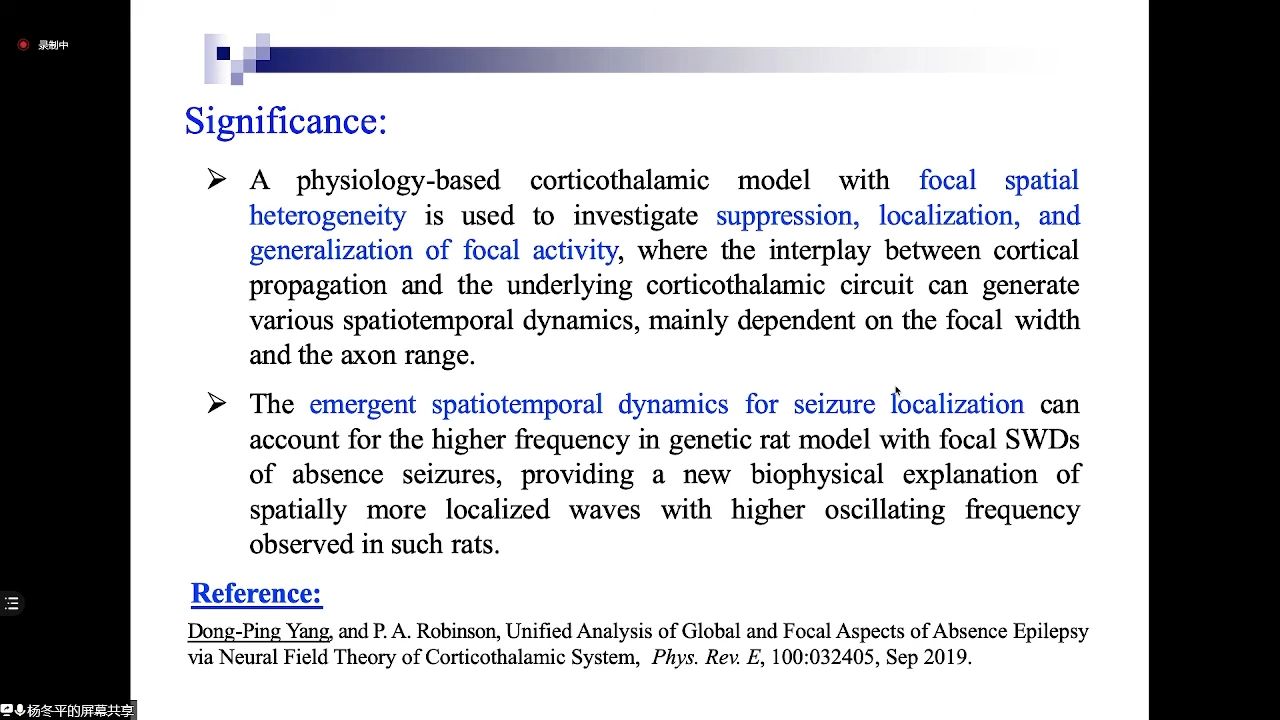 录制中
Significance:
A physiology-based corticothalamic model with focal spatial
heterogeneity is used to investigate suppression, localization, and
generalization of focal activity, where the interplay between cortical
propagation and the underlying corticothalamic circuit can generate
various spatiotemporal dynamics, mainly dependent on the focal width
and the axon range.
The emergent spatiotemporal dynamics for seizure localization can
account for the higher frequency in genetic rat model with focal SWDs
of absence seizures, providing a new biophysical explanation of
spatially more localized waves with higher oscillating frequency
observed in such rats.
Reference:
Dong-Ping Yang, and P. A. Robinson, Unified Analysis of Global and Focal Aspects of Absence Epilepsy
via Neural Field Theory of Corticothalamic System, Phys. Rev. E, 100:032405, Sep 2019.
杨冬平的屏幕共享